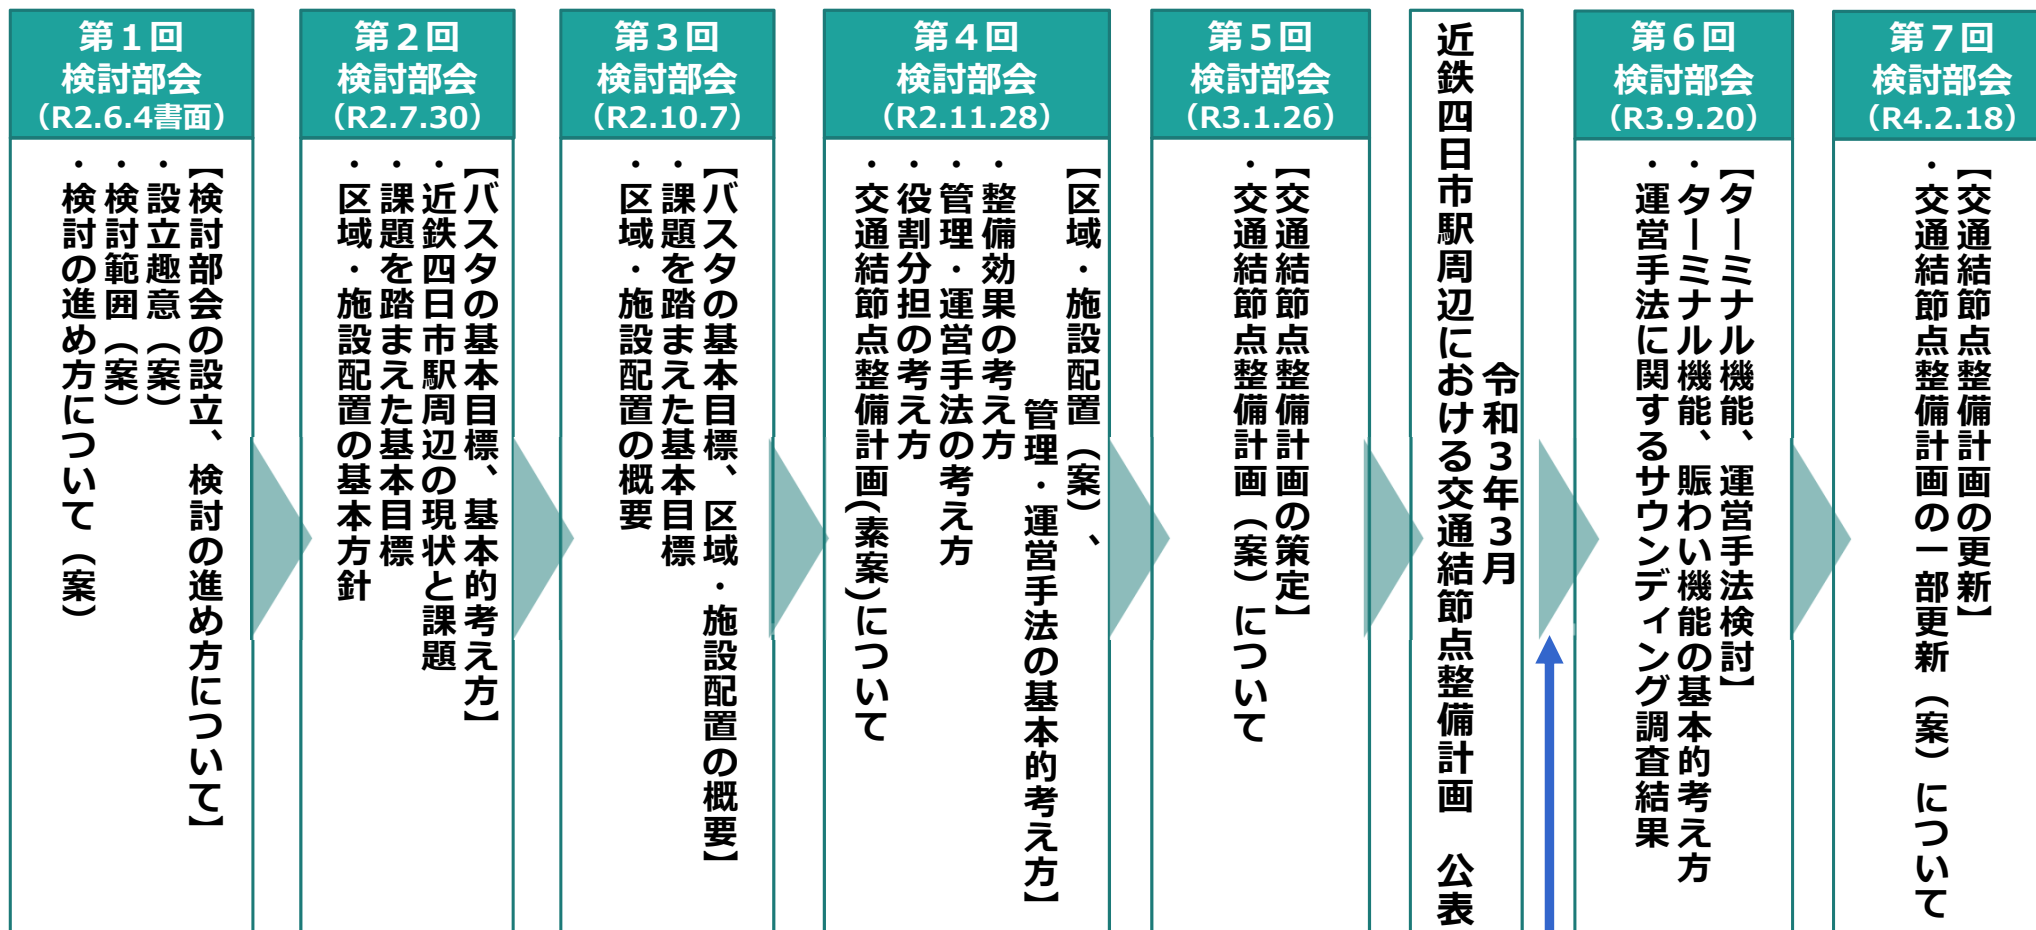 第１回
検討部会
（R2.6.4書面）
【検討部会の設立、検討の進め方について】
・設立趣意（案）
・検討範囲（案）
・検討の進め方について（案）
第２回
検討部会
（R2.7.30）
【バスタの基本目標、基本的考え方】
・近鉄四日市駅周辺の現状と課題
・課題を踏まえた基本目標
・区域・施設配置の基本方針
第３回
検討部会
（R2.10.7）
【バスタの基本目標、区域・施設配置の概要】
・課題を踏まえた基本目標
・区域・施設配置の概要
第４回
検討部会
（R2.11.28）
【区域・施設配置（案）、
管理・運営手法の基本的考え方】
・整備効果の考え方
・管理・運営手法の考え方
・役割分担の考え方
・交通結節点整備計画(素案)について
第５回
検討部会
（R3.1.26）
【交通結節点整備計画の策定】
・交通結節点整備計画（案）について
令和３年３月
近鉄四日市駅周辺における交通結節点整備計画　公表
第６回
検討部会
（R3.9.20）
【ターミナル機能、運営手法検討】
・ターミナル機能、賑わい機能の基本的考え方
・運営手法に関するサウンディング調査結果
第７回
検討部会
（R4.2.18）
【交通結節点整備計画の更新】
・交通結節点整備計画の一部更新（案）について